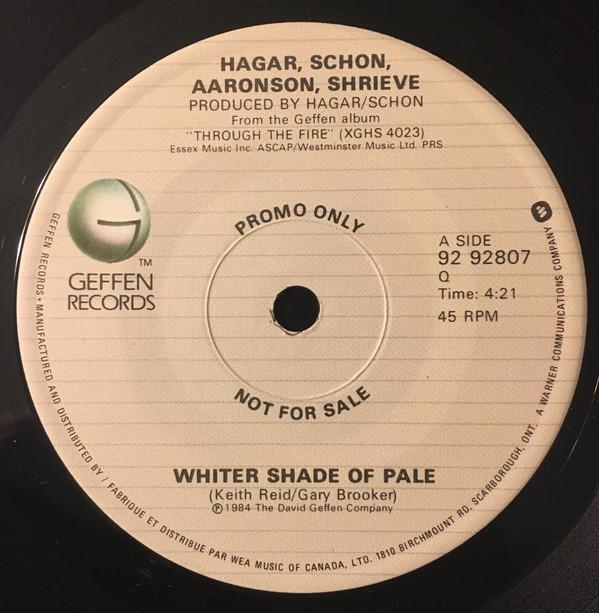 HAGAR, SCHON,
AARONSON, SHRIEVE
PRODUCED BY HAGAR/SCHON
From the Geffen album
"THROUGH THE FIRE" (XGHS 4023)
Essex Music Inc. ASCAP/Westminster Music Ltd. PRS.
G
TM
GEFFEN
RECORDS
PROMO ONLY
NOT FOR SALE
A SIDE
92 92807
Q
Time: 4:21
45 RPM
WHITER SHADE OF PALE
(Keith Reid/Gary Brooker)
℗1984 The David Geffen Company
GEFFEN RECORDS • MANUFACTURED AND DISTRIBUTED BY / FABRIQUE ET DISTRIBUE PAR WEA MUSIC OF CANADA, LTD. 1810 BIRCHMOUNT RD, SCARBOROUGH, ONT. A WARNER COMMUNICATIONS COMPANY